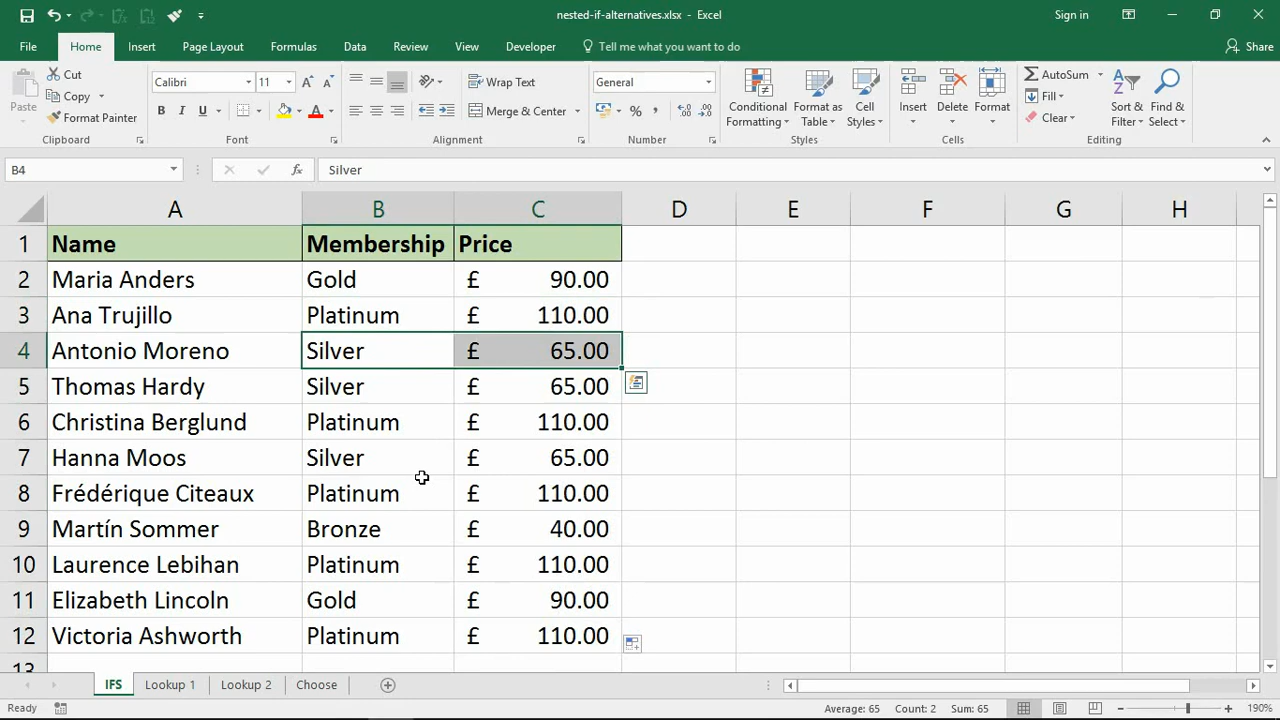 nested-if-alternatives.xlsx - Excel
Sign in
File Home Insert Page Layout Formulas Data Review View Developer Tell me what you want to do Share
Paste
Cut
Copy
Format Painter
Clipboard
Calibri 11
B I U
A
Font
Wrap Text
Merge & Center
Alignment
General
% ,
Number
Conditional Formatting
Format as Table
Cell Styles
Styles
Insert
Delete
Format
Cells
AutoSum
Fill
Clear
Sort & Filter
Find & Select
Editing
B4 fx Silver
A B C D E F G H
1 Name Membership Price
2 Maria Anders Gold £ 90.00
3 Ana Trujillo Platinum £ 110.00
4 Antonio Moreno Silver £ 65.00
5 Thomas Hardy Silver £ 65.00
6 Christina Berglund Platinum £ 110.00
7 Hanna Moos Silver £ 65.00
8 Frédérique Citeaux Platinum £ 110.00
9 Martín Sommer Bronze £ 40.00
10 Laurence Lebihan Platinum £ 110.00
11 Elizabeth Lincoln Gold £ 90.00
12 Victoria Ashworth Platinum £ 110.00
13
IFS Lookup 1 Lookup 2 Choose
Ready Average: 65 Count: 2 Sum: 65 190%